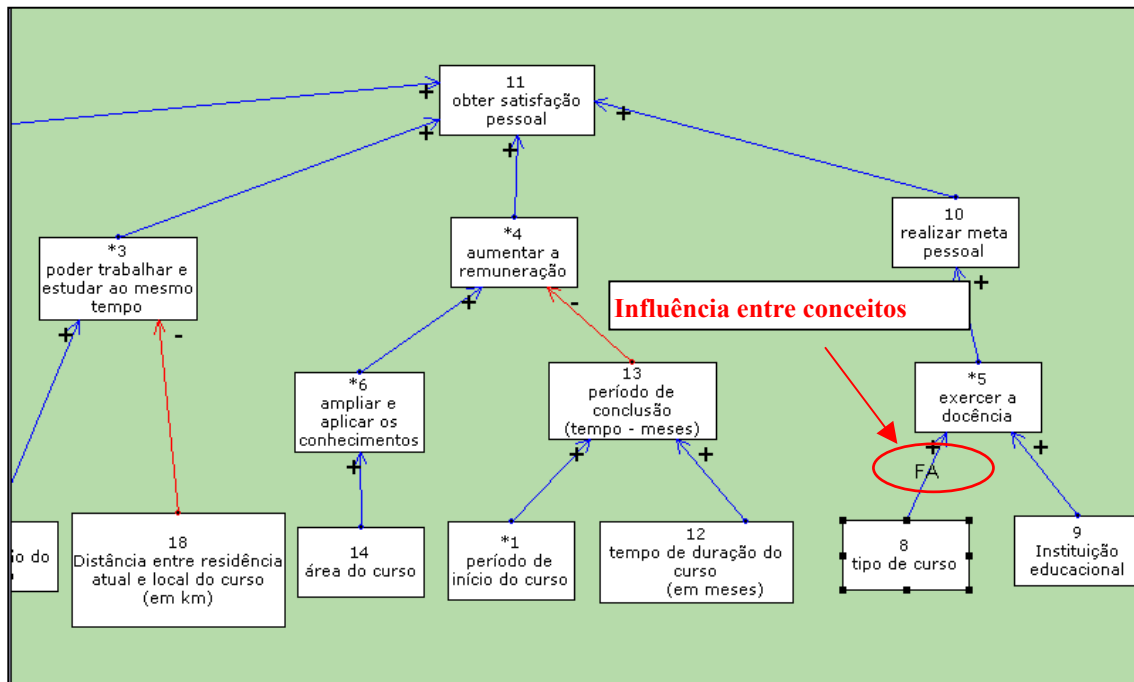 11
obter satisfação
pessoal
+
+
+
+
10
realizar meta
pessoal
*3
poder trabalhar e
estudar ao mesmo
tempo
*4
aumentar a
remuneração
+
Influência entre conceitos
+
-
+
-
*6
ampliar e
aplicar os
conhecimentos
13
período de
conclusão
(tempo - meses)
*5
exercer a
docência
+
+
+
+
+
FA
18
Distância entre residência
atual e local do curso
(em km)
14
área do curso
*1
período de
início do curso
12
tempo de duração do
curso
(em meses)
8
tipo de curso
9
Instituição
educacional
do